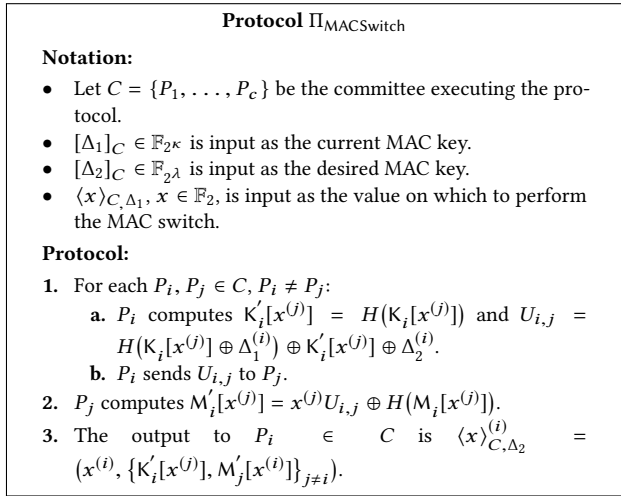 Protocol Π_MACSwitch
Notation:
• Let C = {P_1, . . . , P_c} be the committee executing the pro-
tocol.
• [Δ_1]_C ∈ 𝔽_{2^κ} is input as the current MAC key.
• [Δ_2]_C ∈ 𝔽_{2^λ} is input as the desired MAC key.
• ⟨x⟩_{C,Δ_1}, x ∈ 𝔽_2, is input as the value on which to perform
the MAC switch.
Protocol:
1. For each P_i, P_j ∈ C, P_i ≠ P_j:
a. P_i computes K'_i[x^{(j)}] = H(K_i[x^{(j)}]) and U_{i,j} =
H(K_i[x^{(j)}] ⊕ Δ_1^{(i)}) ⊕ K'_i[x^{(j)}] ⊕ Δ_2^{(i)}.
b. P_i sends U_{i,j} to P_j.
2. P_j computes M'_i[x^{(j)}] = x^{(j)}U_{i,j} ⊕ H(M_i[x^{(j)}]).
3. The output to P_i ∈ C is ⟨x⟩_{C,Δ_2}^{(i)} =
(x^{(i)}, {K'_i[x^{(j)}], M'_j[x^{(i)}]}_{j≠i}).